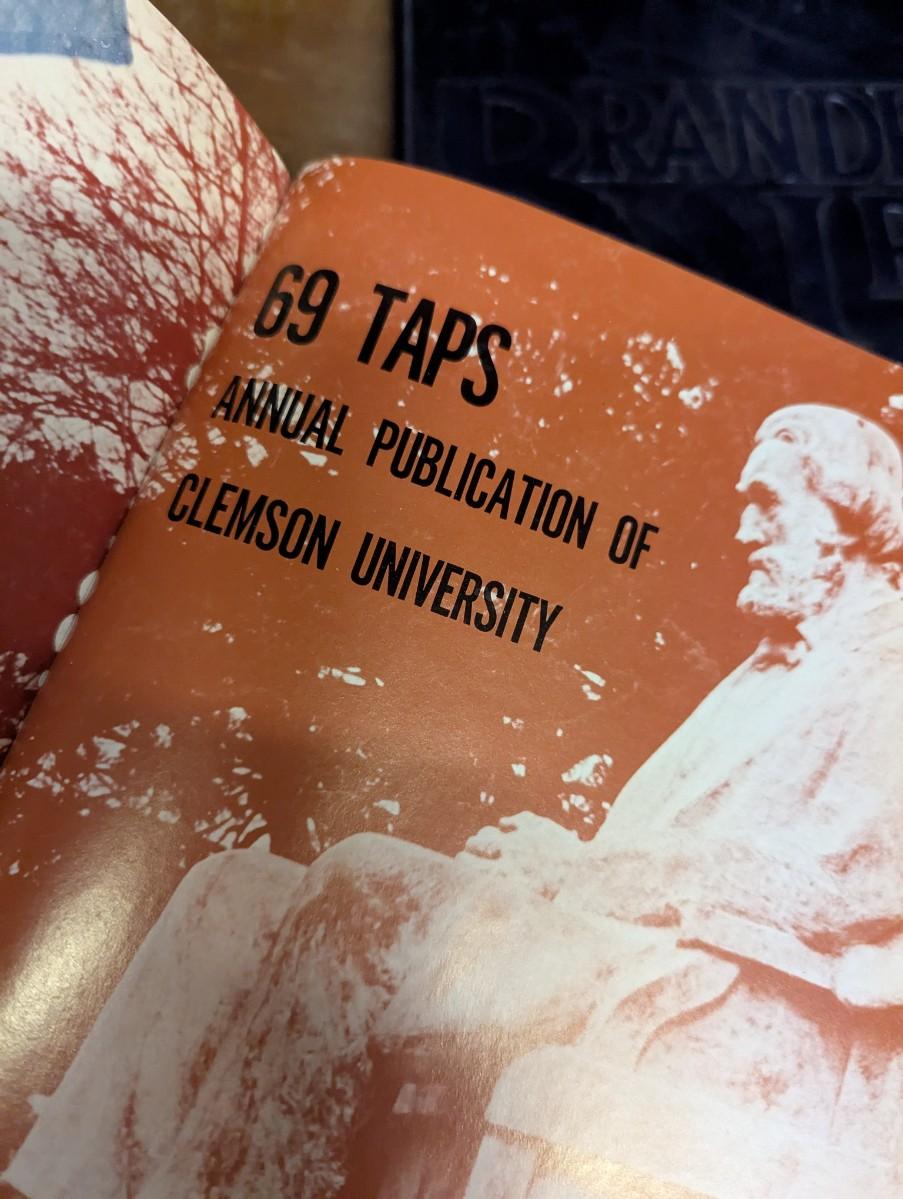 69 TAPS
ANNUAL PUBLICATION OF
CLEMSON UNIVERSITY